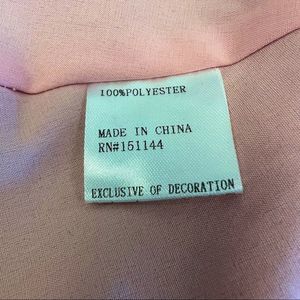 100%POLYESTER
MADE IN CHINA
RN#151144
EXCLUSIVE OF DECORATION